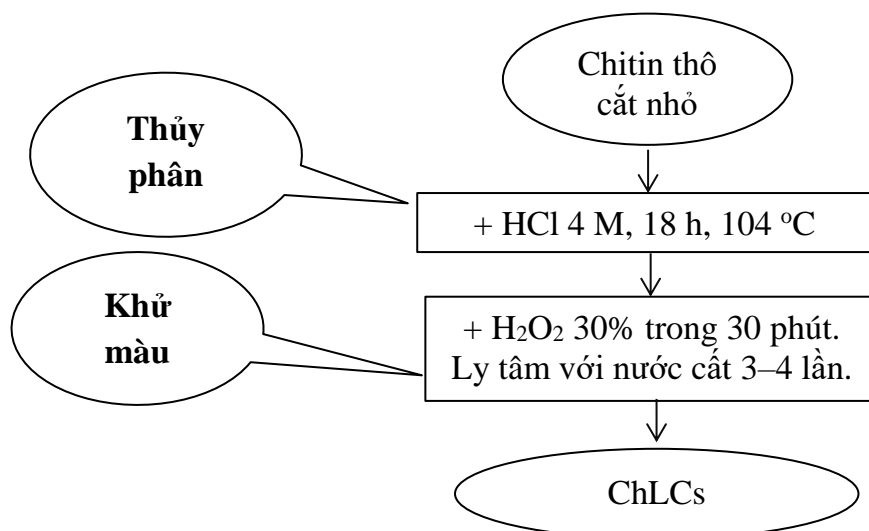 Chitin thô
cắt nhỏ
Thủy
phân
+ HCl 4 M, 18 h, 104 ºC
Khử
màu
+ H₂O₂ 30% trong 30 phút.
Ly tâm với nước cất 3–4 lần.
ChLCs